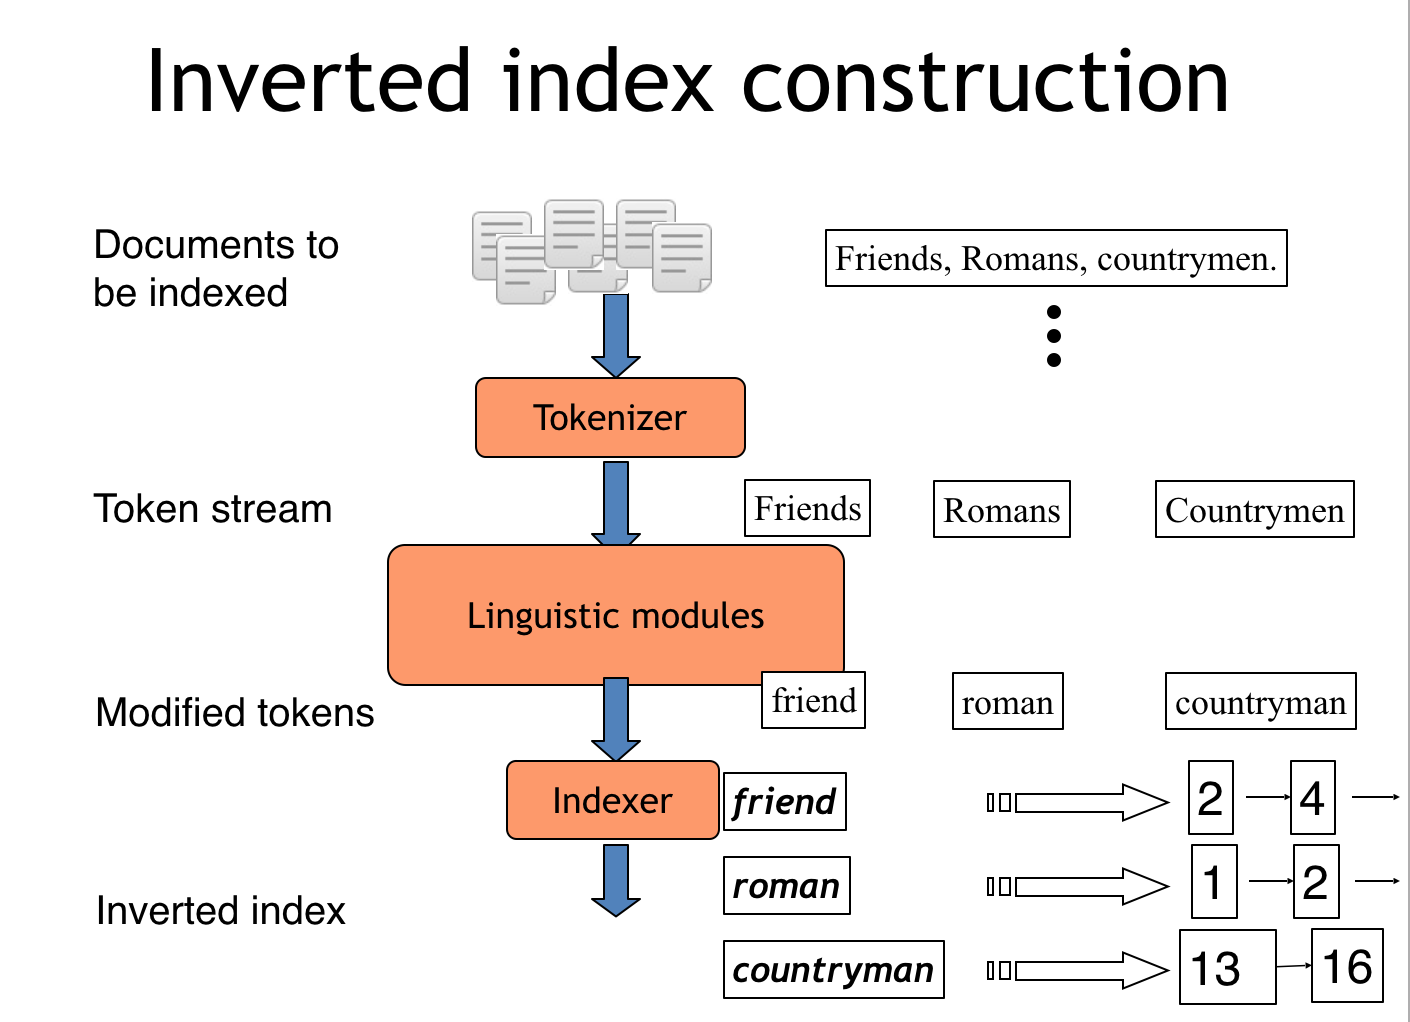 Inverted index construction
Documents to
be indexed
Friends, Romans, countrymen.
Tokenizer
Token stream
Friends
Romans
Countrymen
Linguistic modules
Modified tokens
friend
roman
countryman
Indexer
friend
2
4
roman
1
2
Inverted index
countryman
13
16